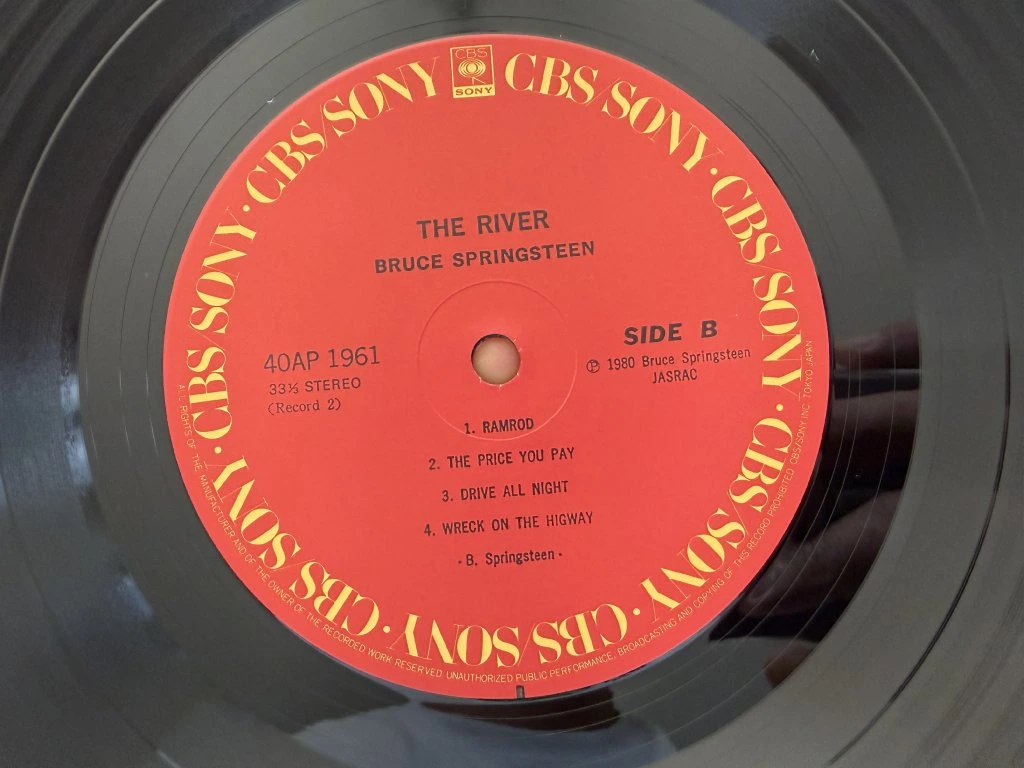 CBS
SONY
CBS/SONY · CBS/SONY · CBS/SONY · CBS/SONY · CBS/SONY · CBS/SONY · CBS/SONY · CBS/SONY
THE RIVER
BRUCE SPRINGSTEEN
SIDE B
40AP 1961
℗ 1980 Bruce Springsteen
33⅓ STEREO
JASRAC
(Record 2)
1. RAMROD
2. THE PRICE YOU PAY
3. DRIVE ALL NIGHT
4. WRECK ON THE HIGWAY
· B. Springsteen ·
ALL RIGHTS OF THE MANUFACTURER AND OF THE OWNER OF THE RECORDED WORK RESERVED. UNAUTHORIZED PUBLIC PERFORMANCE, BROADCASTING AND COPYING OF THIS RECORD PROHIBITED CBS/SONY INC. TOKYO JAPAN